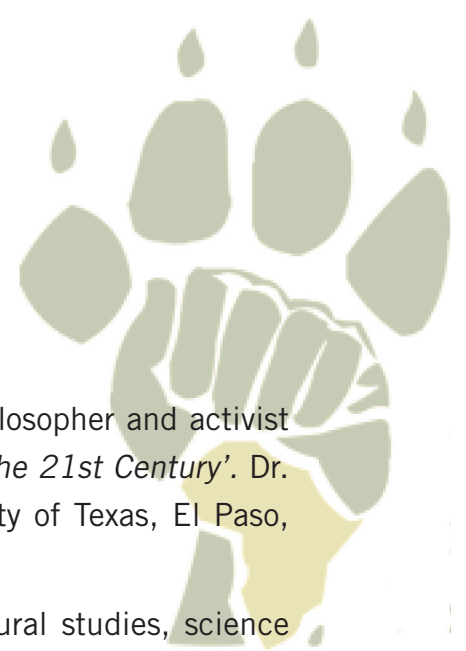 losopher and activist
he 21st Century'. Dr.
ty of Texas, El Paso,
ural studies, science